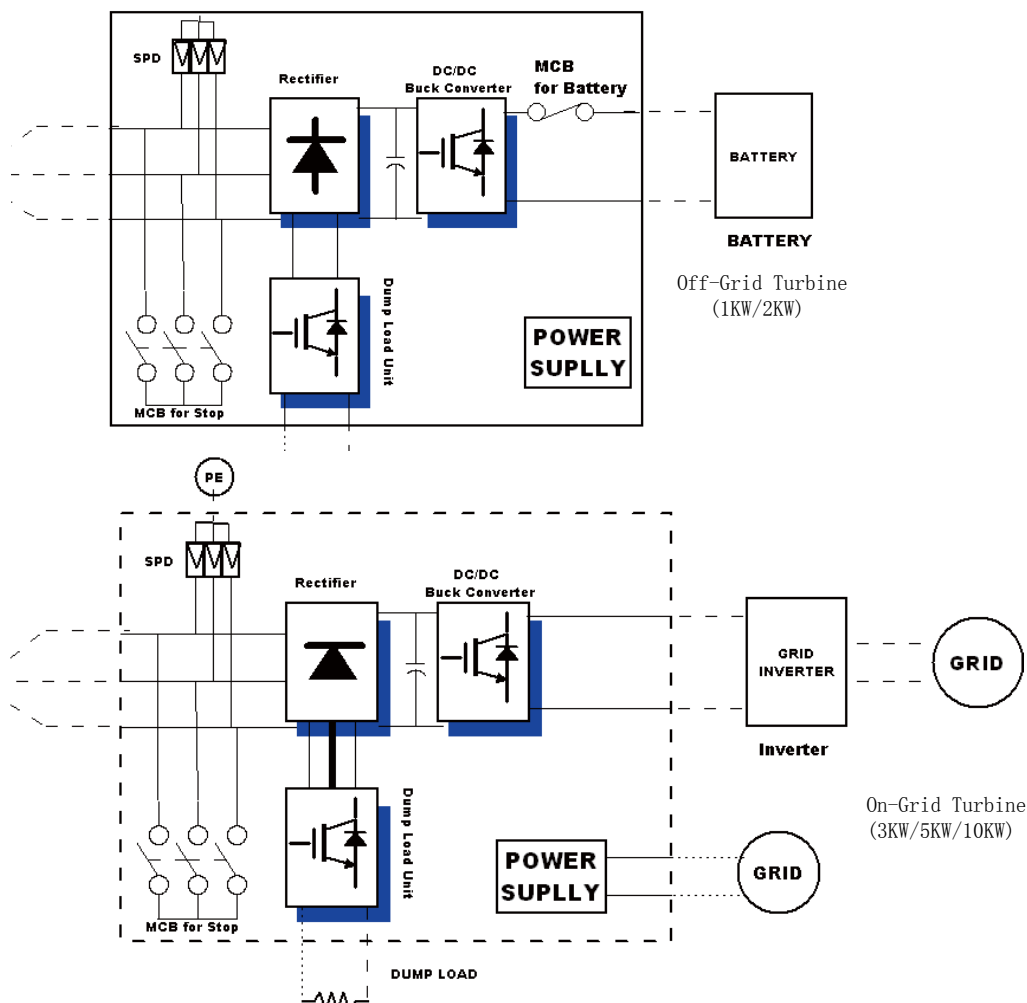 SPD
Rectifier
DC/DC
Buck Converter
MCB
for Battery
BATTERY
BATTERY
Off-Grid Turbine
(1KW/2KW)
Dump Load Unit
POWER
SUPLLY
MCB for Stop
PE
SPD
Rectifier
DC/DC
Buck Converter
GRID
INVERTER
GRID
Inverter
On-Grid Turbine
(3KW/5KW/10KW)
Dump Load Unit
POWER
SUPLLY
GRID
MCB for Stop
DUMP LOAD